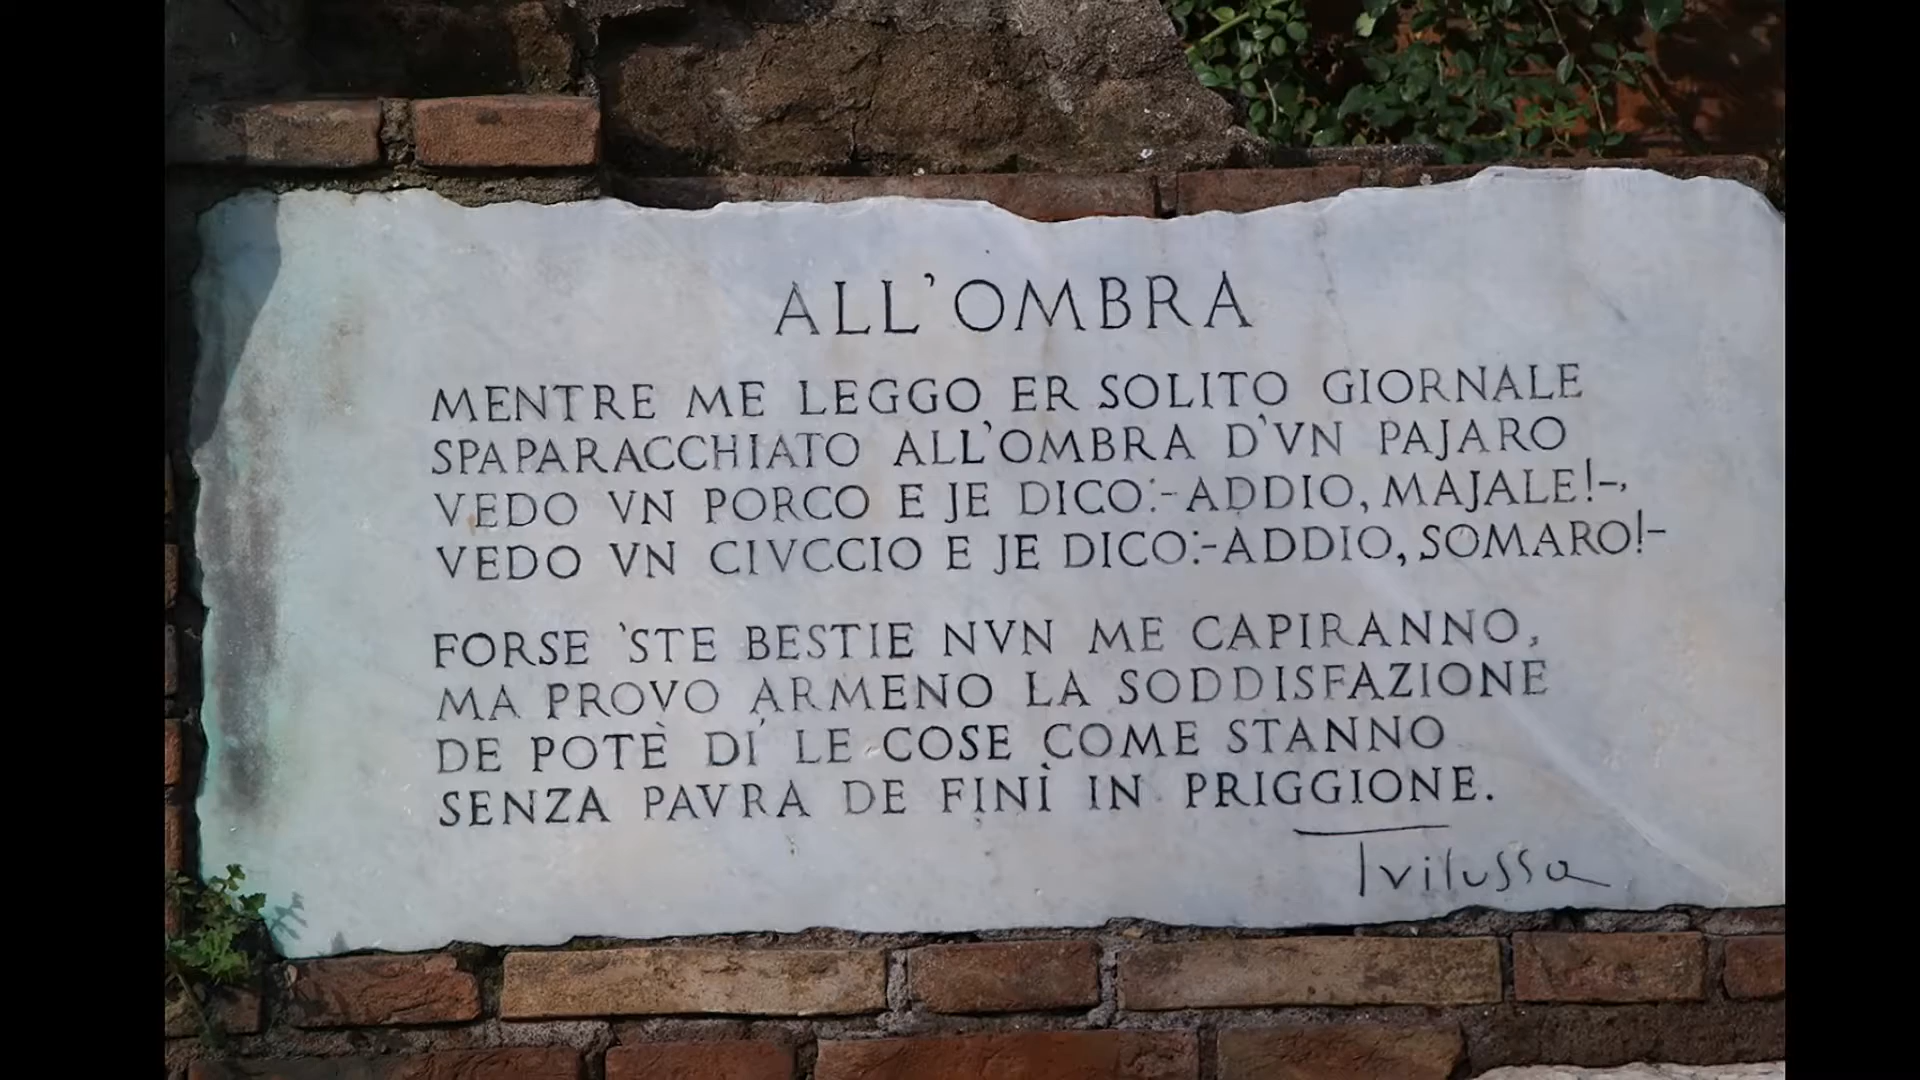 ALL'OMBRA
MENTRE ME LEGGO ER SOLITO GIORNALE
SPAPARACCHIATO ALL'OMBRA D'VN PAJARO
VEDO VN PORCO E JE DICO:-ADDIO, MAJALE!-,
VEDO VN CIVCCIO E JE DICO:-ADDIO, SOMARO!-
FORSE 'STE BESTIE NVN ME CAPIRANNO,
MA PROVO ARMENO LA SODDISFAZIONE
DE POTÈ DI' LE COSE COME STANNO
SENZA PAVRA DE FINÌ IN PRIGGIONE.
Trilussa